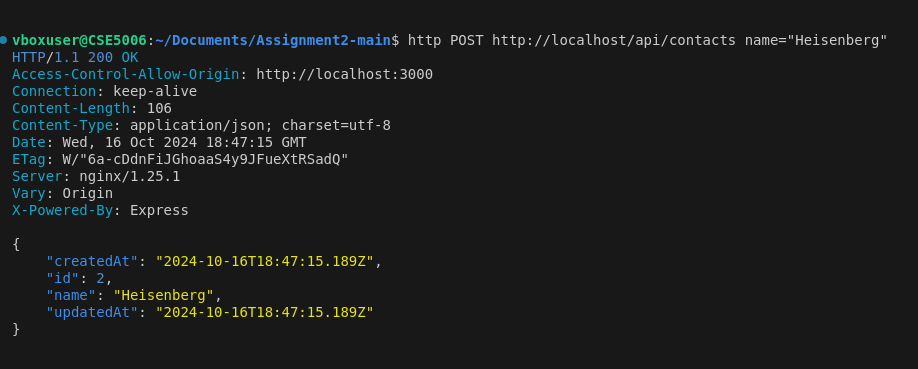 vboxuser@CSE5006:~/Documents/Assignment2-main$ http POST http://localhost/api/contacts name="Heisenberg"
HTTP/1.1 200 OK
Access-Control-Allow-Origin: http://localhost:3000
Connection: keep-alive
Content-Length: 106
Content-Type: application/json; charset=utf-8
Date: Wed, 16 Oct 2024 18:47:15 GMT
ETag: W/"6a-cDdnFiJGhoaaS4y9JFueXtRSadQ"
Server: nginx/1.25.1
Vary: Origin
X-Powered-By: Express
{
    "createdAt": "2024-10-16T18:47:15.189Z",
    "id": 2,
    "name": "Heisenberg",
    "updatedAt": "2024-10-16T18:47:15.189Z"
}